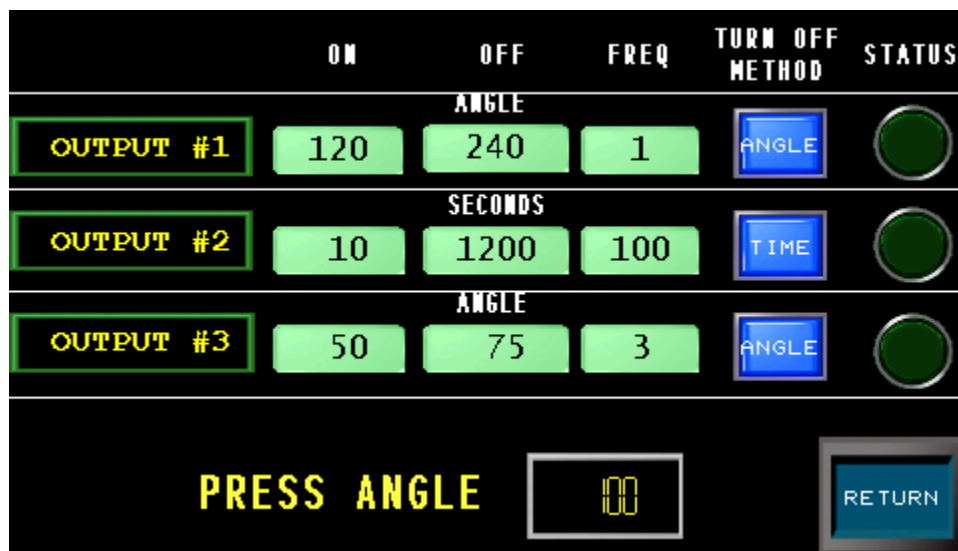 ON OFF FREQ TURN OFF METHOD STATUS
ANGLE
OUTPUT #1 120 240 1 ANGLE
SECONDS
OUTPUT #2 10 1200 100 TIME
ANGLE
OUTPUT #3 50 75 3 ANGLE
PRESS ANGLE 100 RETURN